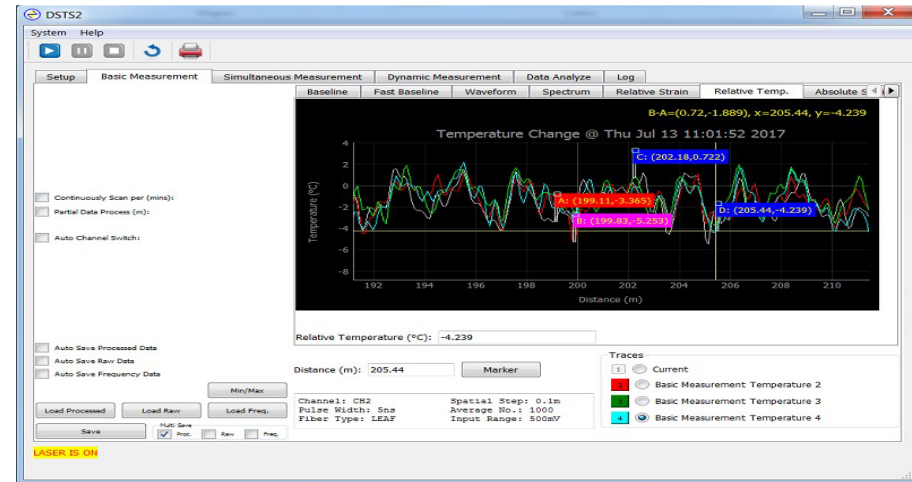 DSTS2
System Help
Setup Basic Measurement Simultaneous Measurement Dynamic Measurement Data Analyze Log
Baseline Fast Baseline Waveform Spectrum Relative Strain Relative Temp. Absolute S
B-A=(0.72,-1.889), x=205.44, y=-4.239
Temperature Change @ Thu Jul 13 11:01:52 2017
4
2
0
-2
-4
-6
-8
Temperature (°C)
C: (202.18,0.722)
A: (199.11,-3.365)
B: (199.83,-5.253)
D: (205.44,-4.239)
192 194 196 198 200 202 204 206 208 210
Distance (m)
Continuously Scan per (mins):
Partial Data Process (m):
Auto Channel Switch:
Relative Temperature (°C): -4.239
Auto Save Processed Data
Auto Save Raw Data
Auto Save Frequency Data
Distance (m): 205.44 Marker
Min/Max
Load Processed Load Raw Load Freq.
Save Multi Save Proc. Raw Freq.
Channel: CH2 Spatial Step: 0.1m
Pulse Width: 5ns Average No.: 1000
Fiber Type: LEAF Input Range: 500mV
Traces
1 Current
2 Basic Measurement Temperature 2
3 Basic Measurement Temperature 3
4 Basic Measurement Temperature 4
LASER IS ON